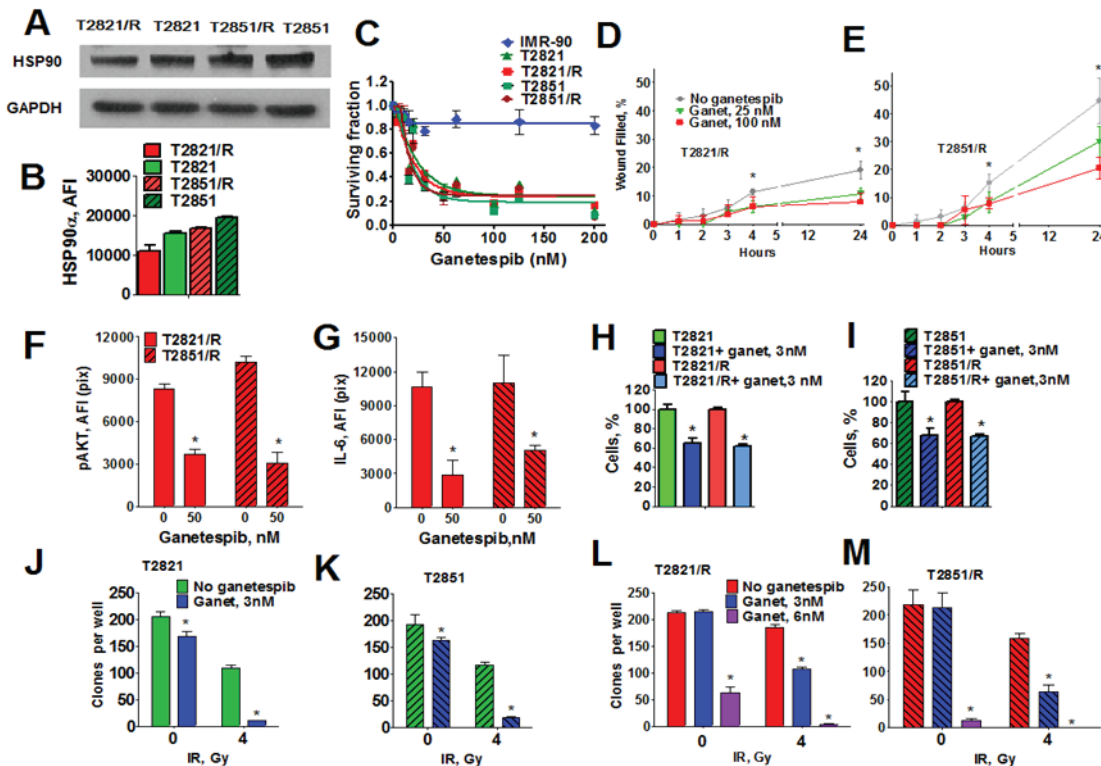 A
T2821/R T2821 T2851/R T2851
HSP90
GAPDH
B
T2821/R
T2821
T2851/R
T2851
HSP90α, AFI
30000
20000
10000
0
C
IMR-90
T2821
T2821/R
T2851
T2851/R
Surviving fraction
1.0
0.8
0.6
0.4
0.2
0
0 50 100 150 200
Ganetespib (nM)
D
Wound Filled, %
No ganetespib
Ganet, 25 nM
Ganet, 100 nM
T2821/R
50
40
30
20
10
0
* *
0 1 2 3 4 5 12 24
Hours
E
T2851/R
50
40
30
20
10
0
* *
0 1 2 3 4 5 12 24
Hours
F
T2821/R
T2851/R
pAKT, AFI (pix)
12000
9000
6000
3000
0
* *
0 50 0 50
Ganetespib, nM
G
IL-6, AFI (pix)
15000
12000
9000
6000
3000
0
* *
0 50 0 50
Ganetespib,nM
H
T2821
T2821+ ganet, 3nM
T2821/R
T2821/R+ ganet,3 nM
Cells, %
120
100
80
60
40
20
0
* *
I
T2851
T2851+ ganet, 3nM
T2851/R
T2851/R+ ganet,3nM
Cells, %
120
100
80
60
40
20
0
* *
J
T2821
No ganetespib
Ganet, 3nM
Clones per well
250
200
150
100
50
0
* *
0 4
IR, Gy
K
T2851
250
200
150
100
50
0
* *
0 4
IR, Gy
L
T2821/R
No ganetespib
Ganet, 3nM
Ganet, 6nM
Clones per well
250
200
150
100
50
0
* * *
0 4
IR, Gy
M
T2851/R
250
200
150
100
50
0
* * *
0 4
IR, Gy